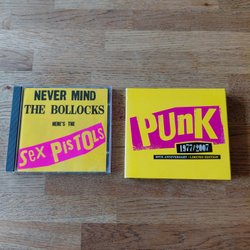 NEVER MIND
THE BOLLOCKS
HERE'S THE
Sex PISTOLS
PUnK
1977/2007
30TH ANNIVERSARY - LIMITED EDITION